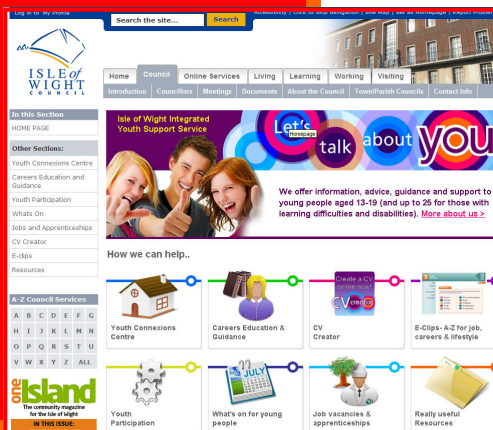 Log in to My Profile
Accessibility | Click to Skip Navigation | Site Map | Set as Homepage | Report Problem
Search the site...
Search
ISLE of
WIGHT
COUNCIL
Home
Council
Online Services
Living
Learning
Working
Visiting
Introduction
Councillors
Meetings
Documents
About the Council
Town/Parish Councils
Contact Info
In this Section
HOME PAGE
Other Sections:
Youth Connexions Centre
Careers Education and
Guidance
Youth Participation
Whats On
Jobs and Apprenticeships
CV Creator
E-clips
Resources
A-Z Council Services
A B C D E F G
H I J K L M N
O P Q R S T U
V W X Y Z ALL
one
island
The community magazine
for the Isle of Wight
IN THIS ISSUE:
Isle of Wight Integrated
Youth Support Service
Let's
Homepage
talk
about
you
We offer information, advice, guidance and support to
young people aged 13-19 (and up to 25 for those with
learning difficulties and disabilities). More about us >
How we can help..
Youth Connexions
Centre
Careers Education &
Guidance
Create a CV
online now!
CVcreator
CV
Creator
E-Clips- A-Z for job,
careers & lifestyle
Youth
Participation
JULY
What's on for young
people
Job vacancies &
apprenticeships
Really useful
Resources